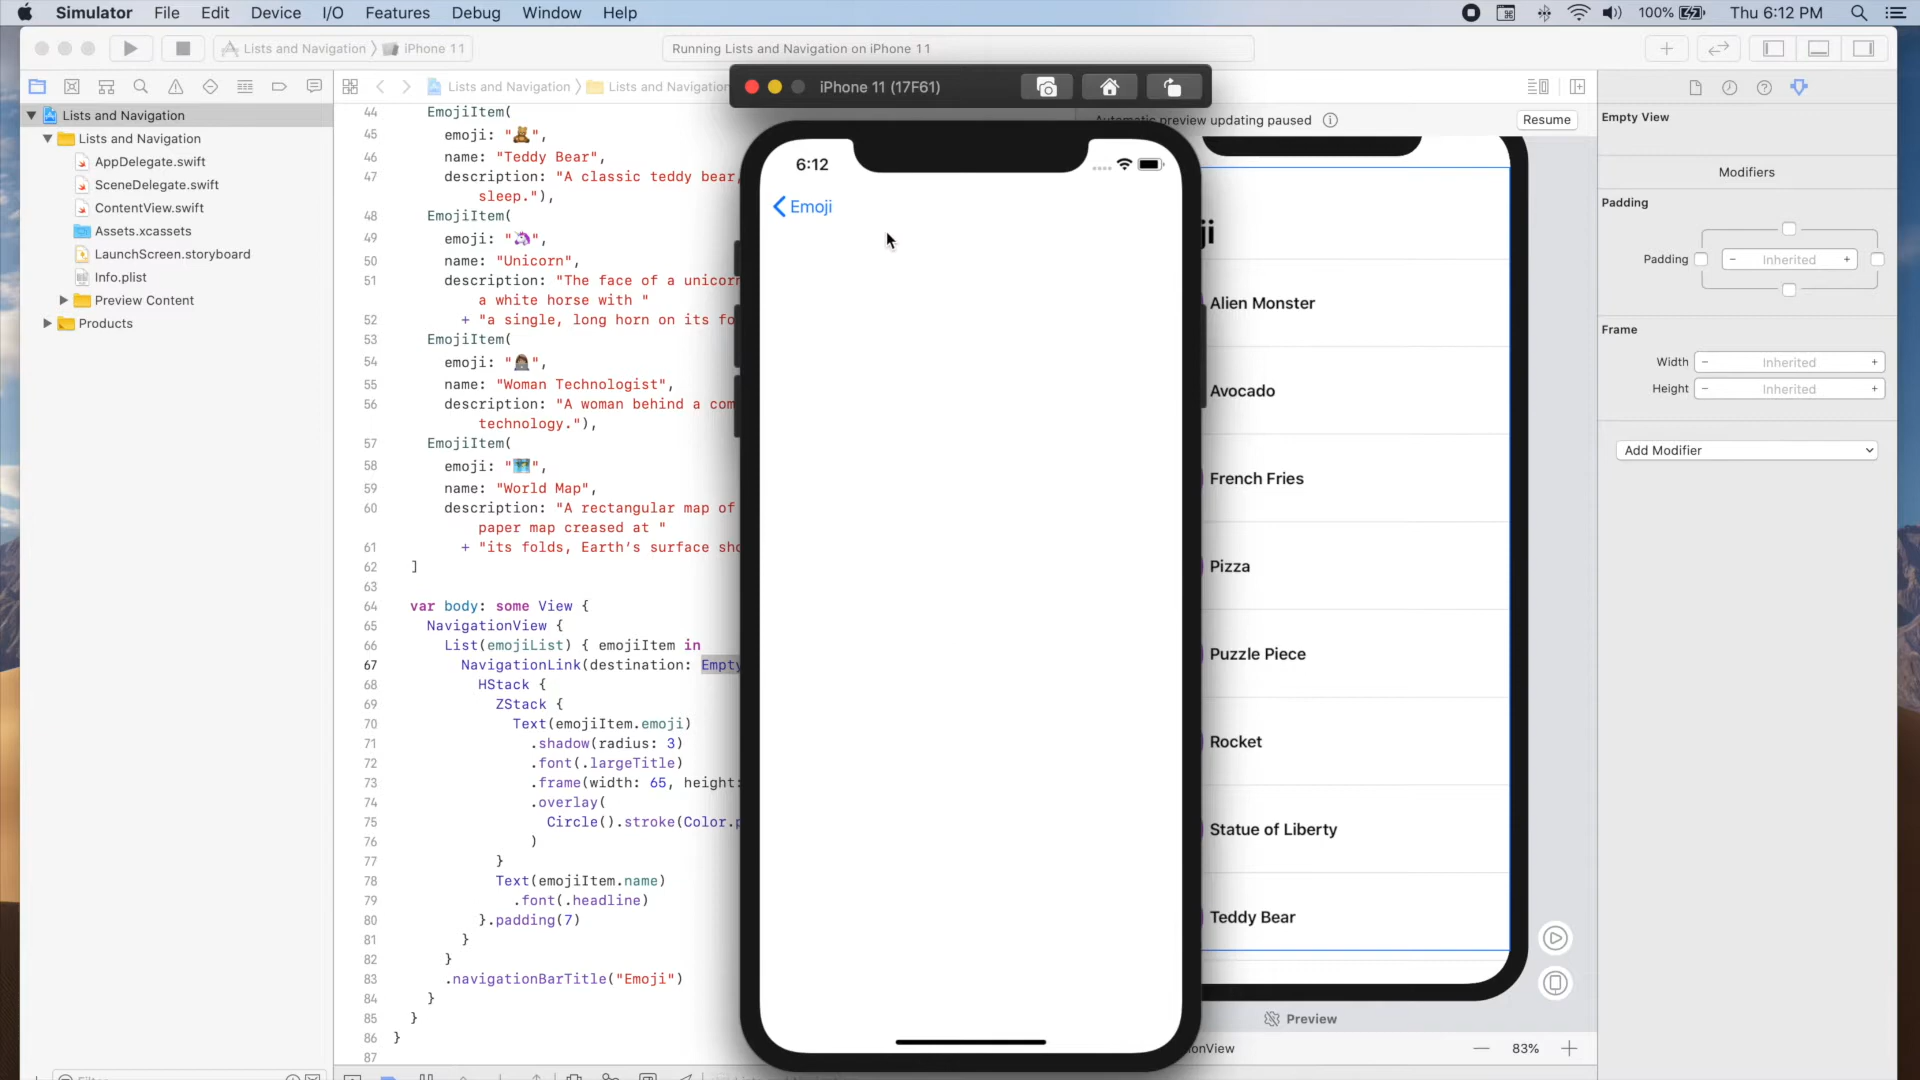 Simulator File Edit Device I/O Features Debug Window Help 100% Thu 6:12 PM
Lists and Navigation iPhone 11 Running Lists and Navigation on iPhone 11
Lists and Navigation Lists and Navigation
iPhone 11 (17F61)
Lists and Navigation
Lists and Navigation
AppDelegate.swift
SceneDelegate.swift
ContentView.swift
Assets.xcassets
LaunchScreen.storyboard
Info.plist
Preview Content
Products
44 EmojiItem(
45 emoji: "🧸",
46 name: "Teddy Bear",
47 description: "A classic teddy bear,
sleep."),
48 EmojiItem(
49 emoji: "🦄",
50 name: "Unicorn",
51 description: "The face of a unicorn
a white horse with "
52 + "a single, long horn on its fo
53 EmojiItem(
54 emoji: "👩🏽‍💻",
55 name: "Woman Technologist",
56 description: "A woman behind a com
technology."),
57 EmojiItem(
58 emoji: "🗺",
59 name: "World Map",
60 description: "A rectangular map of
paper map creased at "
61 + "its folds, Earth’s surface sho
62 ]
63
64 var body: some View {
65 NavigationView {
66 List(emojiList) { emojiItem in
67 NavigationLink(destination: Empty
68 HStack {
69 ZStack {
70 Text(emojiItem.emoji)
71 .shadow(radius: 3)
72 .font(.largeTitle)
73 .frame(width: 65, height:
74 .overlay(
75 Circle().stroke(Color.p
76 )
77 }
78 Text(emojiItem.name)
79 .font(.headline)
80 }.padding(7)
81 }
82 }
83 .navigationBarTitle("Emoji")
84 }
85 }
86 }
87
6:12
Emoji
Automatic preview updating paused Resume
ji
Alien Monster
Avocado
French Fries
Pizza
Puzzle Piece
Rocket
Statue of Liberty
Teddy Bear
Preview
onView 83%
Empty View
Modifiers
Padding
Padding Inherited
Frame
Width Inherited
Height Inherited
Add Modifier